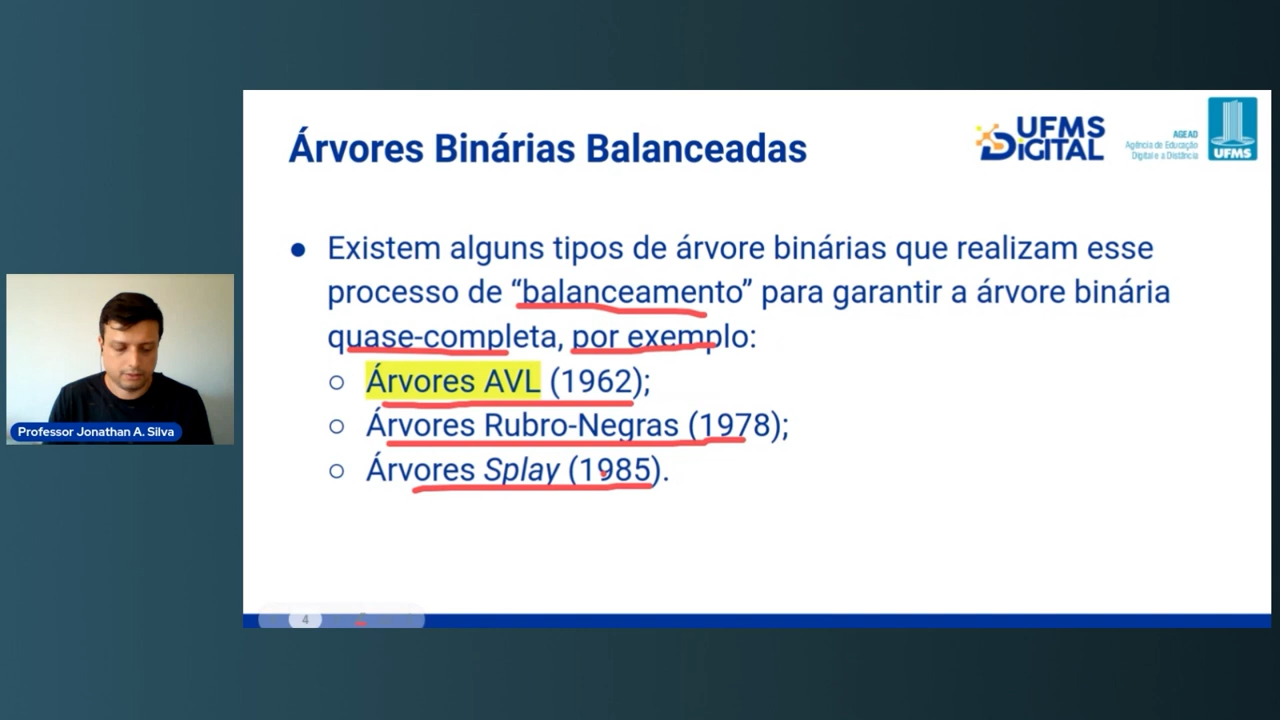 Árvores Binárias Balanceadas
UFMS
DIGITAL
AGEAD
Agência de Educação
Digital e a Distância
UFMS
● Existem alguns tipos de árvore binárias que realizam esse
processo de “balanceamento” para garantir a árvore binária
quase-completa, por exemplo:
○ Árvores AVL (1962);
○ Árvores Rubro-Negras (1978);
○ Árvores Splay (1985).
Professor Jonathan A. Silva
4